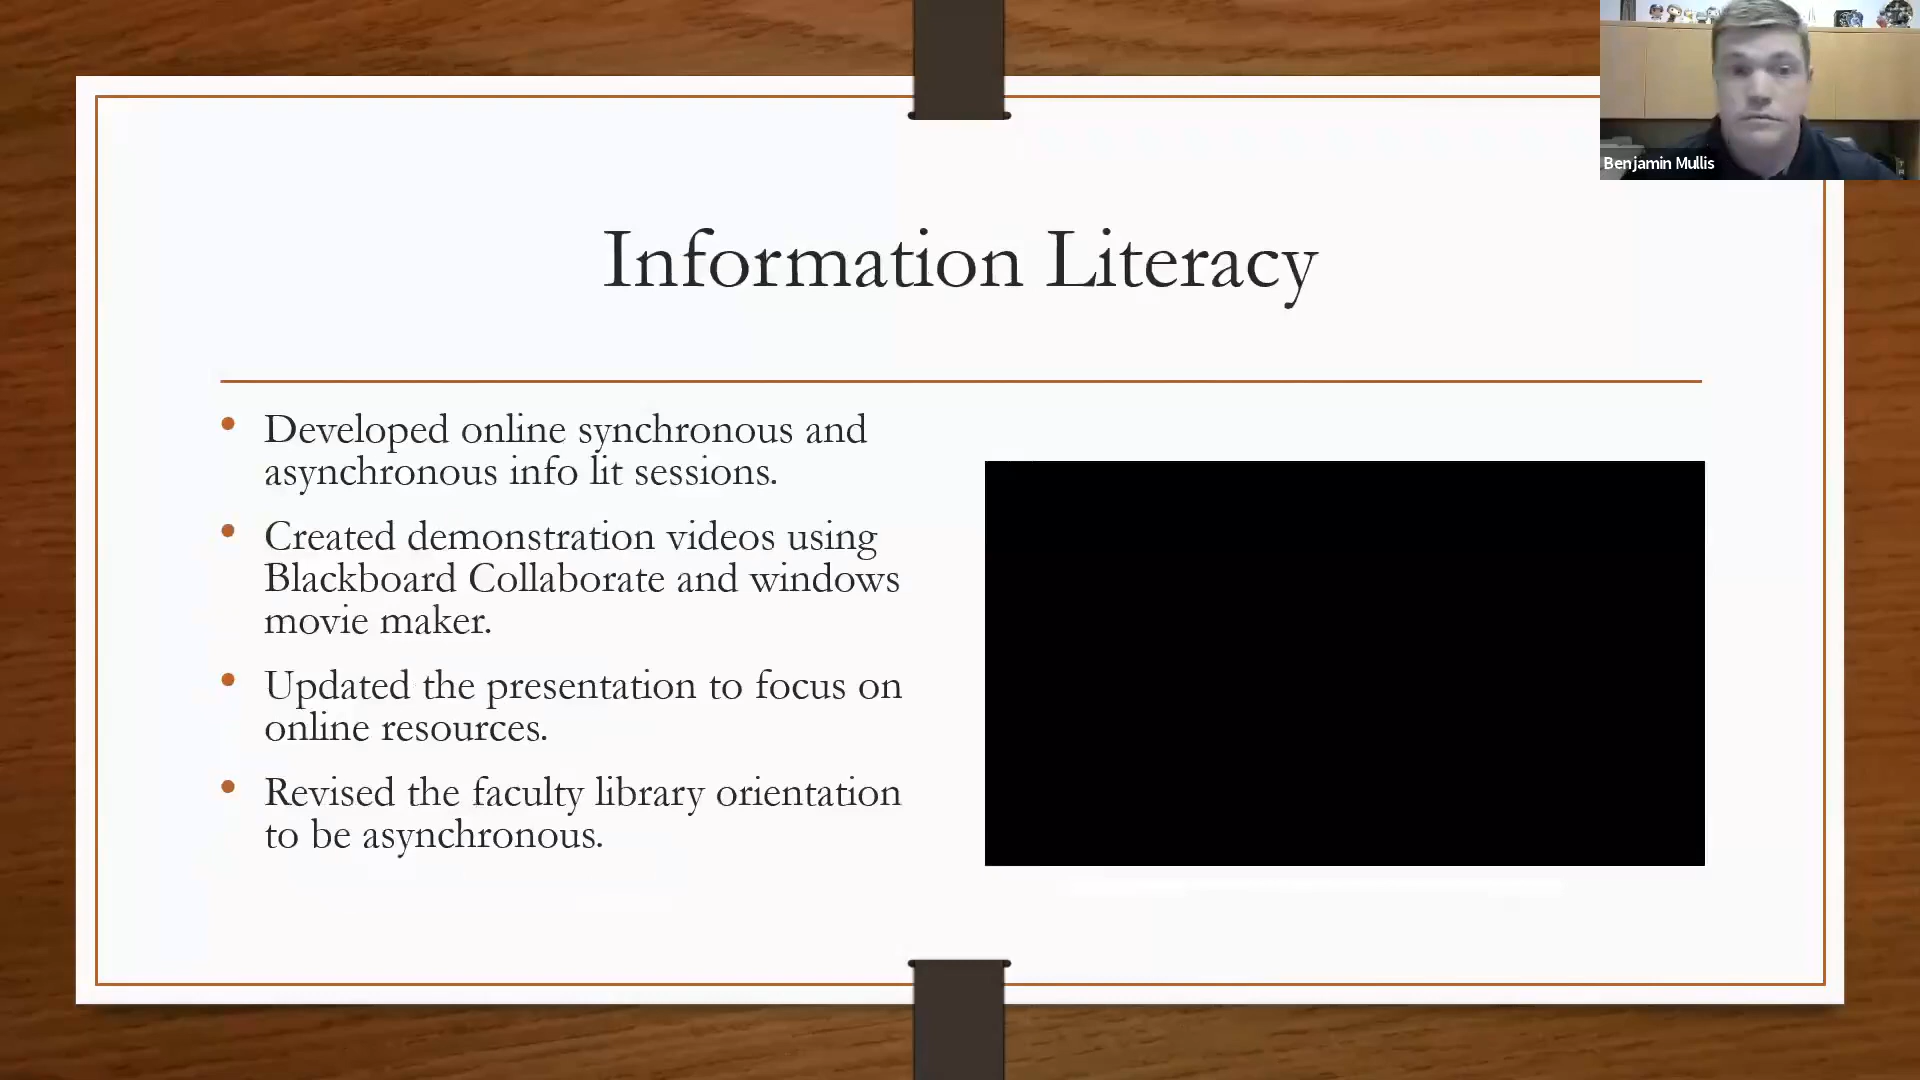 Benjamin Mullis
Information Literacy
• Developed online synchronous and
asynchronous info lit sessions.
• Created demonstration videos using
Blackboard Collaborate and windows
movie maker.
• Updated the presentation to focus on
online resources.
• Revised the faculty library orientation
to be asynchronous.